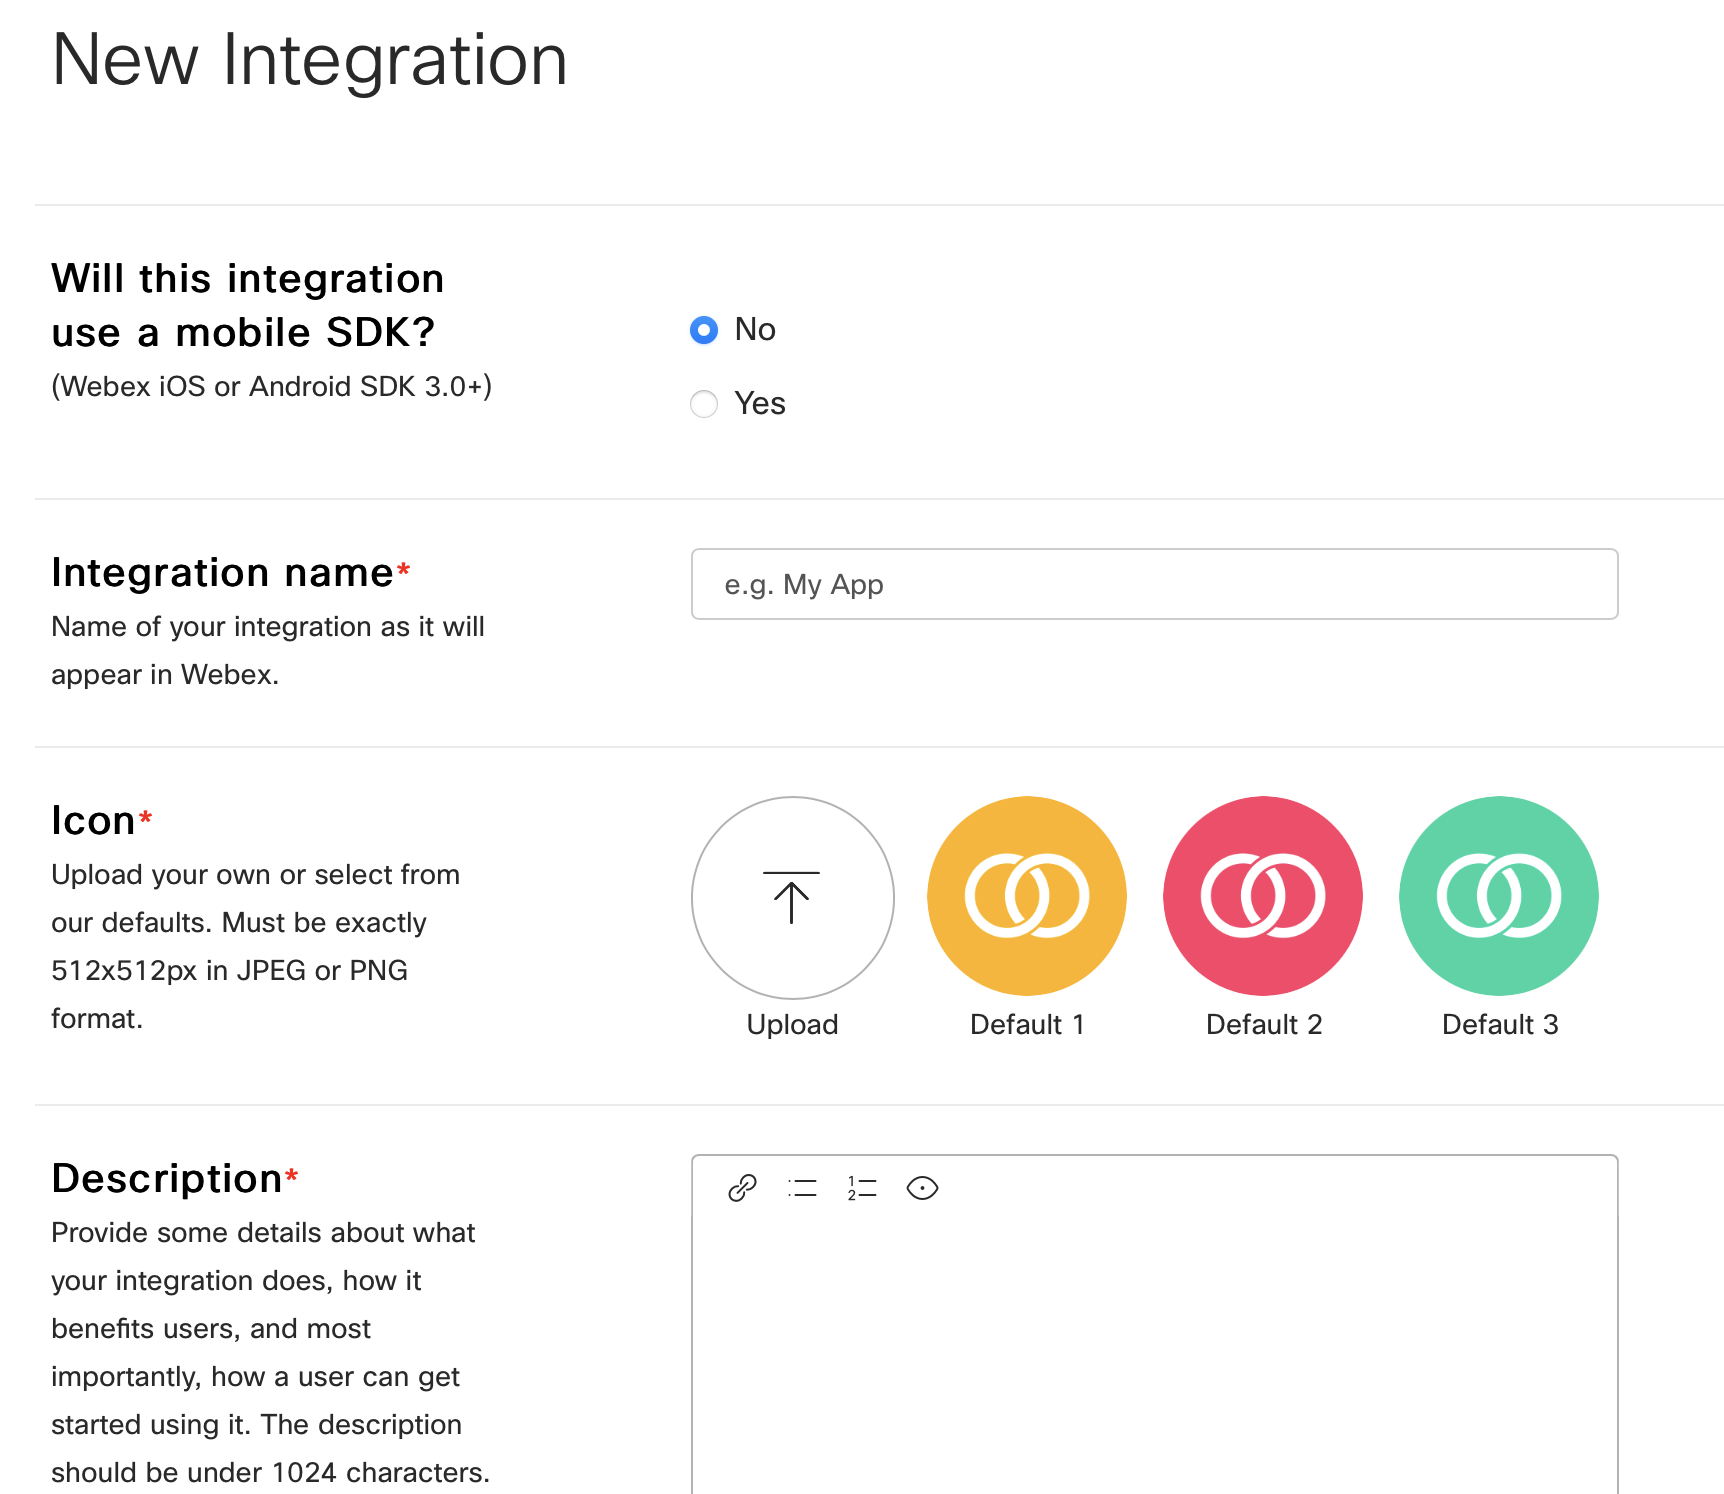 New Integration
Will this integration
use a mobile SDK?
(Webex iOS or Android SDK 3.0+)
No
Yes
Integration name*
Name of your integration as it will
appear in Webex.
e.g. My App
Icon*
Upload your own or select from
our defaults. Must be exactly
512x512px in JPEG or PNG
format.
Upload
Default 1
Default 2
Default 3
Description*
Provide some details about what
your integration does, how it
benefits users, and most
importantly, how a user can get
started using it. The description
should be under 1024 characters.